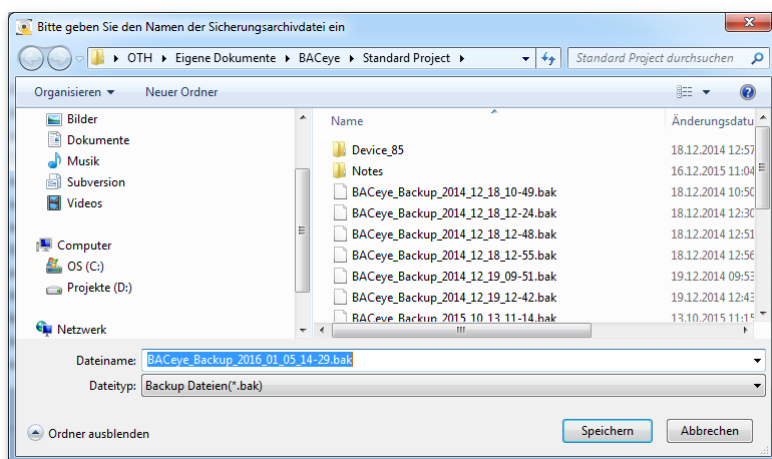 Bitte geben Sie den Namen der Sicherungsarchivdatei ein
OTH ▸ Eigene Dokumente ▸ BACeye ▸ Standard Project ▸
Standard Project durchsuchen
Organisieren
Neuer Ordner
Bilder
Dokumente
Musik
Subversion
Videos
Computer
OS (C:)
Projekte (D:)
Netzwerk
Name
Änderungsdatu
Device_85
18.12.2014 12:57
Notes
16.12.2015 11:04
BACeye_Backup_2014_12_18_10-49.bak
18.12.2014 10:50
BACeye_Backup_2014_12_18_12-24.bak
18.12.2014 12:30
BACeye_Backup_2014_12_18_12-48.bak
18.12.2014 12:51
BACeye_Backup_2014_12_18_12-55.bak
18.12.2014 12:56
BACeye_Backup_2014_12_19_09-51.bak
19.12.2014 09:53
BACeye_Backup_2014_12_19_12-42.bak
19.12.2014 12:43
BACeye_Backup_2015_10_13_11-14.bak
13.10.2015 11:15
Dateiname: BACeye_Backup_2016_01_05_14-29.bak
Dateityp: Backup Dateien(*.bak)
Ordner ausblenden
Speichern
Abbrechen